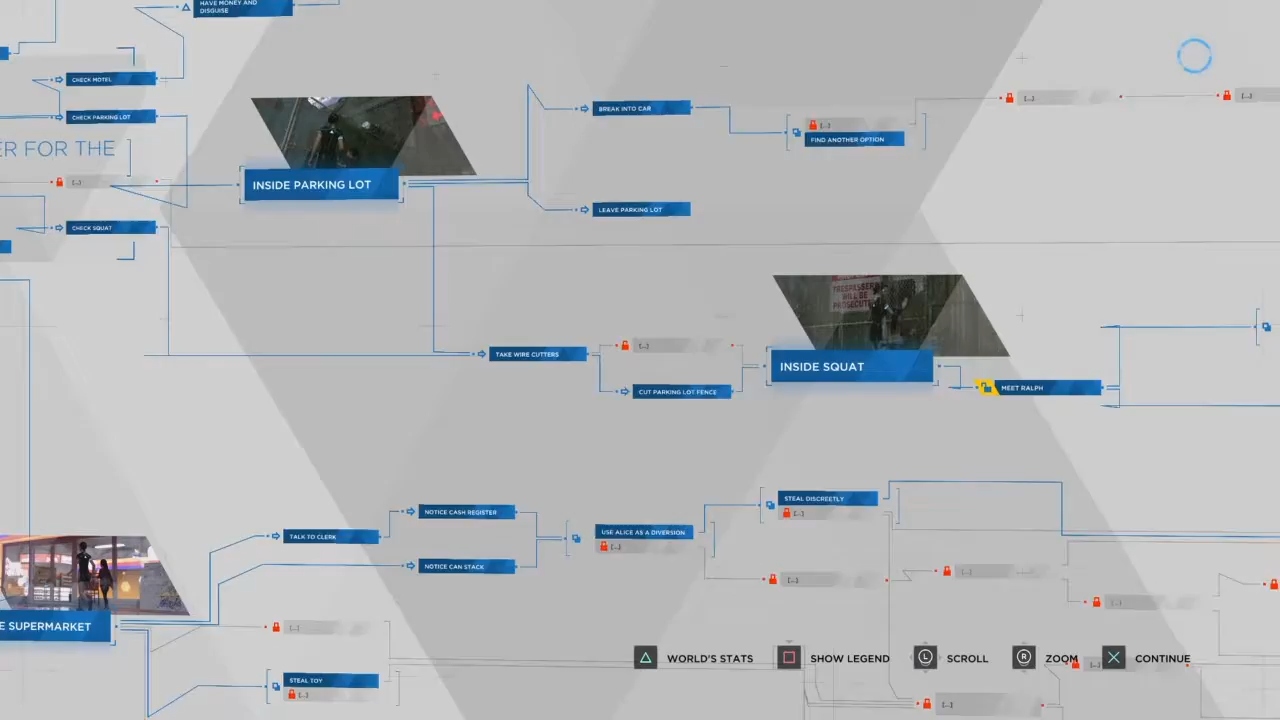 HAVE MONEY AND
DISGUISE
CHECK MOTEL
CHECK PARKING LOT
ER FOR THE
[...]
CHECK SQUAT
INSIDE PARKING LOT
BREAK INTO CAR
[...]
FIND ANOTHER OPTION
[...]
[...]
LEAVE PARKING LOT
TRESPASSERS
WILL BE
PROSECUTED
TAKE WIRE CUTTERS
[...]
CUT PARKING LOT FENCE
INSIDE SQUAT
MEET RALPH
E SUPERMARKET
TALK TO CLERK
NOTICE CASH REGISTER
NOTICE CAN STACK
USE ALICE AS A DIVERSION
[...]
STEAL DISCREETLY
[...]
[...]
[...]
[...]
[...]
STEAL TOY
[...]
[...]
[...]
WORLD'S STATS
SHOW LEGEND
L SCROLL
R ZOOM
CONTINUE